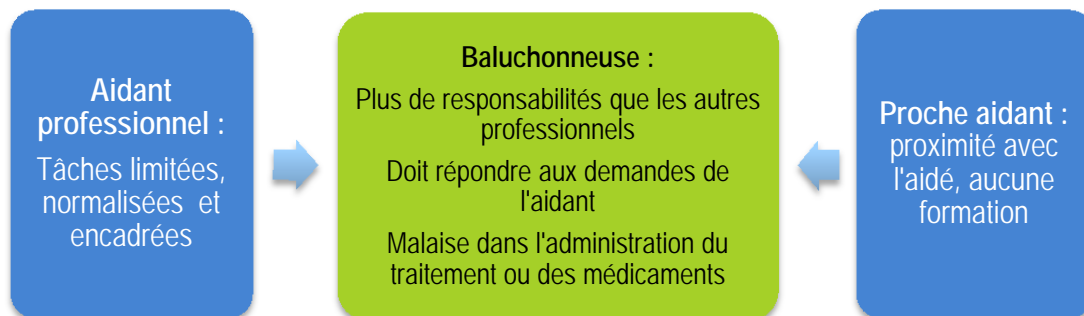 Aidant
professionnel :
Tâches limitées,
normalisées et
encadrées
Baluchonneuse :
Plus de responsabilités que les autres
professionnels
Doit répondre aux demandes de
l'aidant
Malaise dans l'administration du
traitement ou des médicaments
Proche aidant :
proximité avec
l'aidé, aucune
formation